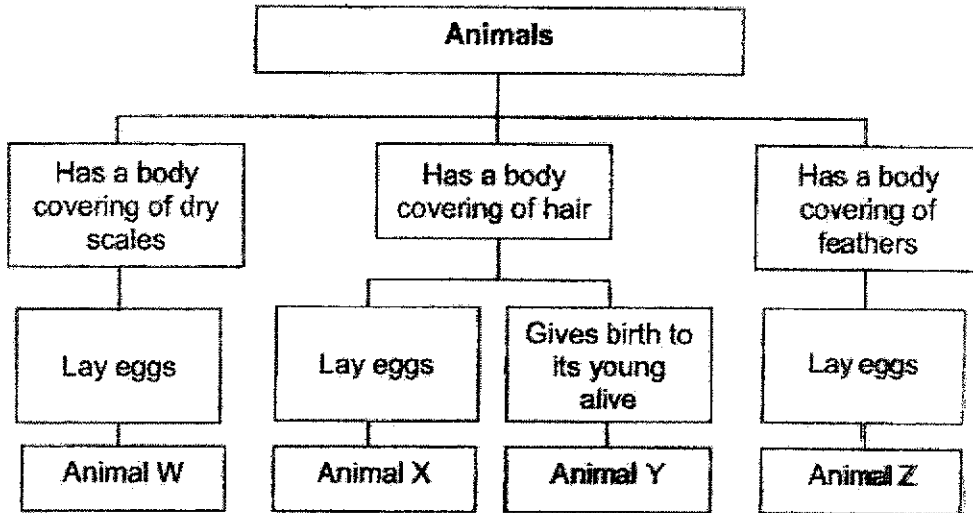 Animals
Has a body
covering of dry
scales
Has a body
covering of hair
Has a body
covering of
feathers
Lay eggs
Lay eggs
Gives birth to
its young
alive
Lay eggs
Animal W
Animal X
Animal Y
Animal Z